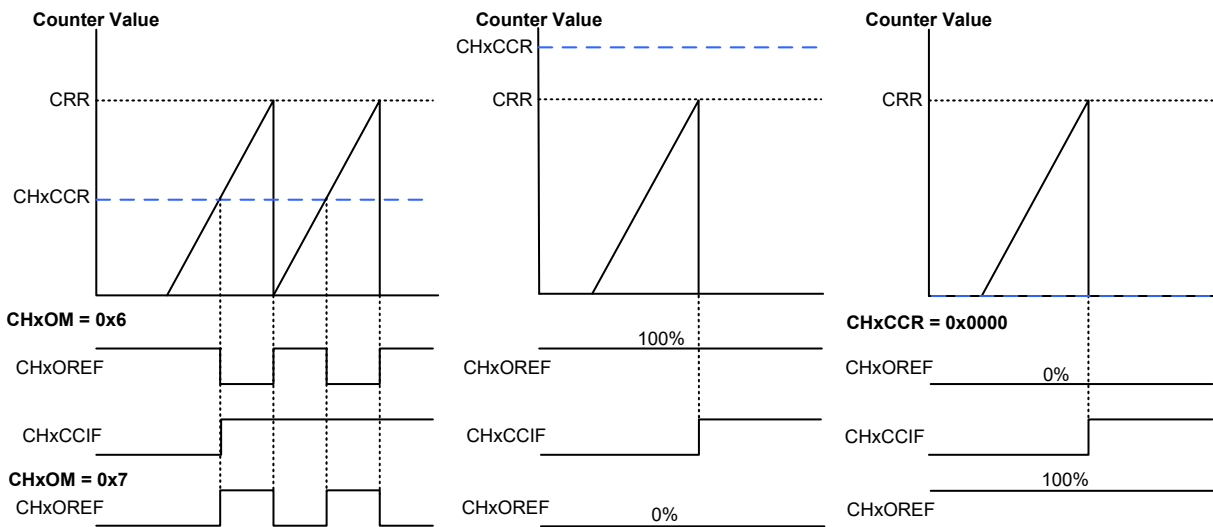 Counter Value
CRR
CHxCCR
CHxOM = 0x6
CHxOREF
CHxCCIF
CHxOM = 0x7
CHxOREF
Counter Value
CHxCCR
CRR
100%
CHxOREF
CHxCCIF
CHxOREF
0%
Counter Value
CRR
CHxCCR = 0x0000
CHxOREF
0%
CHxCCIF
100%
CHxOREF